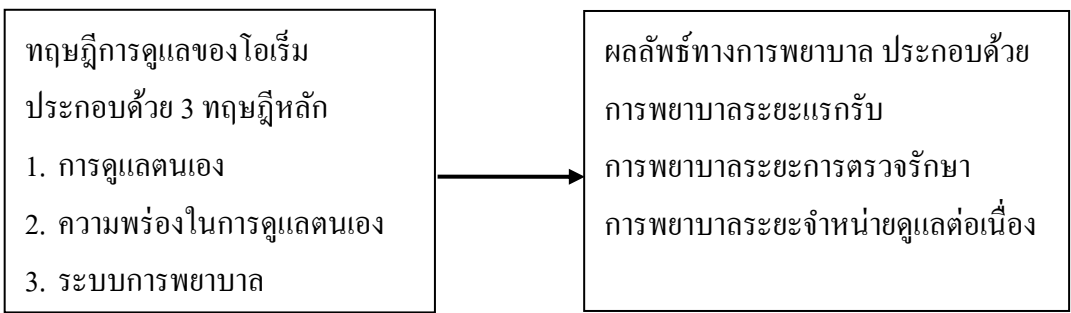 ทฤษฎีการดูแลของโอเร็ม
ประกอบด้วย 3 ทฤษฎีหลัก
1. การดูแลตนเอง
2. ความพร่องในการดูแลตนเอง
3. ระบบการพยาบาล
ผลลัพธ์ทางการพยาบาล ประกอบด้วย
การพยาบาลระยะแรกรับ
การพยาบาลระยะการตรวจรักษา
การพยาบาลระยะจำหน่ายดูแลต่อเนื่อง